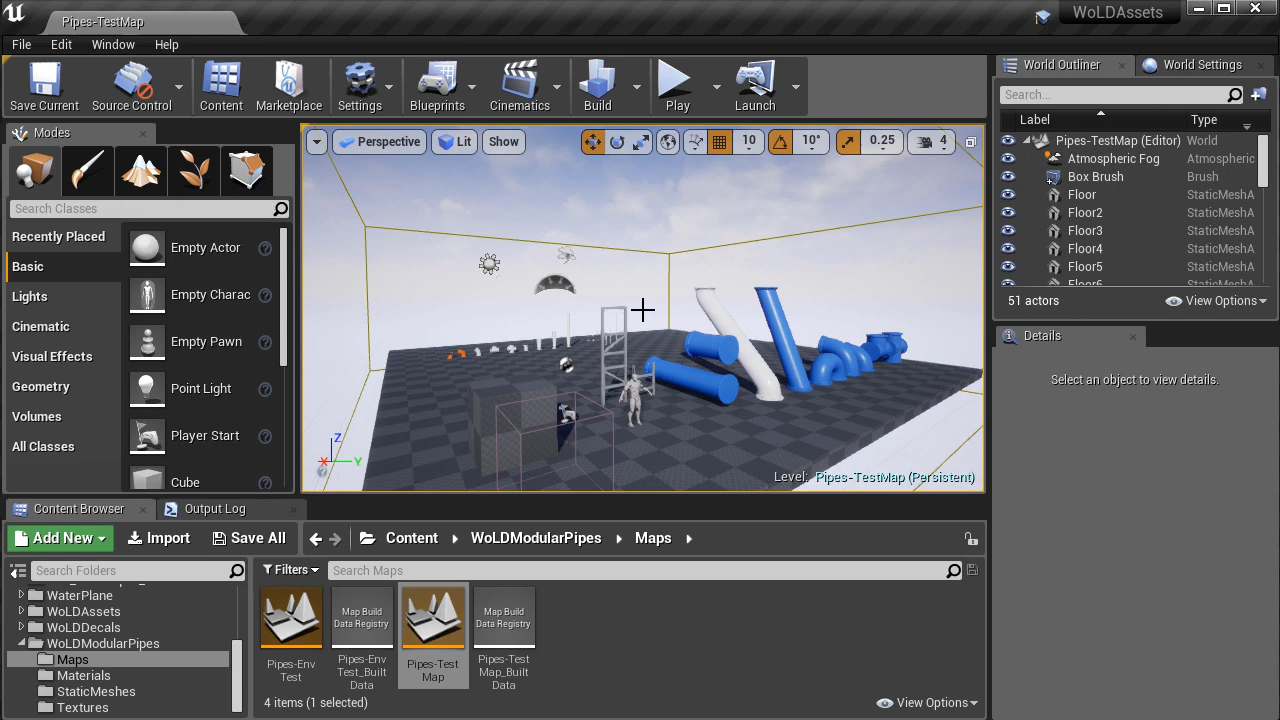 Pipes-TestMap
WoLDAssets
File Edit Window Help
Save Current
Source Control
Content
Marketplace
Settings
Blueprints
Cinematics
Build
Play
Launch
Modes
Search Classes
Recently Placed
Basic
Lights
Cinematic
Visual Effects
Geometry
Volumes
All Classes
Empty Actor
Empty Charac
Empty Pawn
Point Light
Player Start
Cube
Perspective
Lit
Show
10
10°
0.25
4
Z
X
Y
Level: Pipes-TestMap (Persistent)
World Outliner
World Settings
Search...
Label Type
Pipes-TestMap (Editor) World
Atmospheric Fog Atmospheric
Box Brush Brush
Floor StaticMeshA
Floor2 StaticMeshA
Floor3 StaticMeshA
Floor4 StaticMeshA
Floor5 StaticMeshA
51 actors
View Options
Details
Select an object to view details.
Content Browser
Output Log
Add New
Import
Save All
Content
WoLDModularPipes
Maps
Search Folders
WaterPlane
WoLDAssets
WoLDDecals
WoLDModularPipes
Maps
Materials
StaticMeshes
Textures
Filters
Search Maps
Pipes-Env
Test
Map Build
Data Registry
Pipes-Env
Test_Built
Data
Pipes-Test
Map
Map Build
Data Registry
Pipes-Test
Map_Built
Data
4 items (1 selected)
View Options